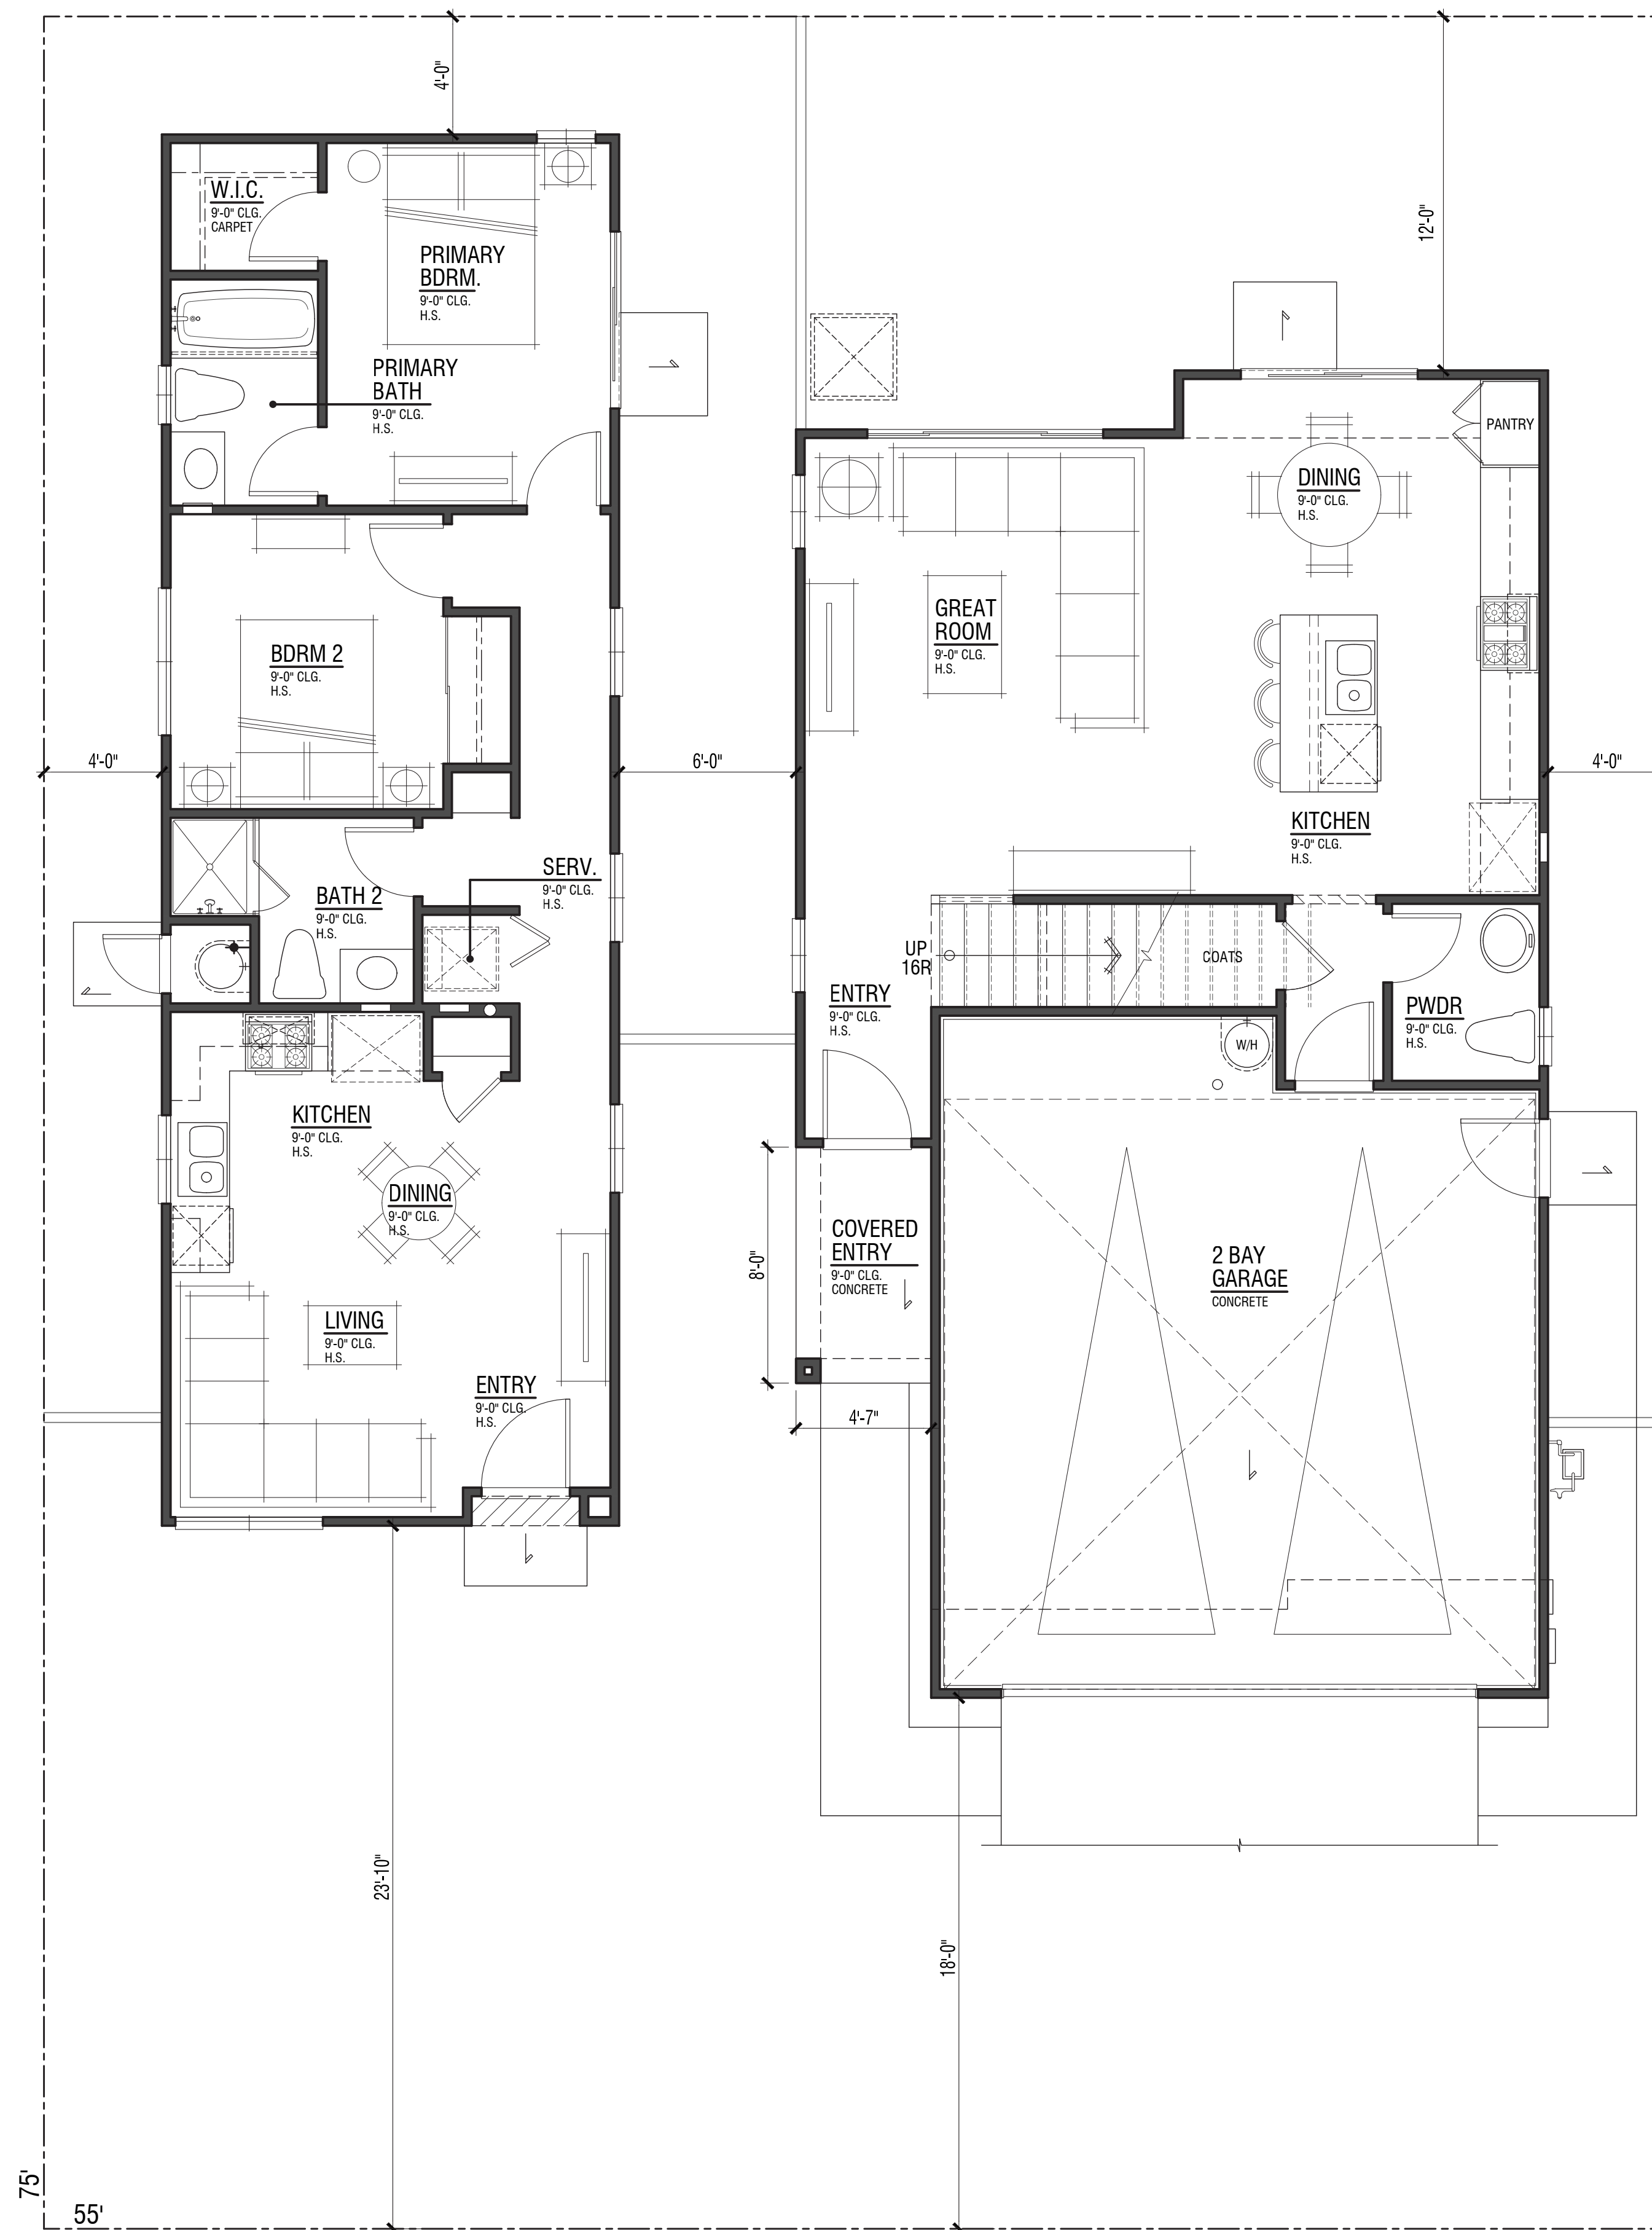 4'-0"
12'-0"
W.I.C.
9'-0" CLG.
CARPET
PRIMARY
BDRM.
9'-0" CLG.
H.S.
PRIMARY
BATH
9'-0" CLG.
H.S.
PANTRY
DINING
9'-0" CLG.
H.S.
GREAT
ROOM
9'-0" CLG.
H.S.
BDRM 2
9'-0" CLG.
H.S.
4'-0"
6'-0"
4'-0"
KITCHEN
9'-0" CLG.
H.S.
SERV.
9'-0" CLG.
H.S.
BATH 2
9'-0" CLG.
H.S.
UP
16R
COATS
ENTRY
9'-0" CLG.
H.S.
PWDR
9'-0" CLG.
H.S.
W/H
KITCHEN
9'-0" CLG.
H.S.
DINING
9'-0" CLG.
H.S.
8'-0"
COVERED
ENTRY
9'-0" CLG.
CONCRETE
2 BAY
GARAGE
CONCRETE
LIVING
9'-0" CLG.
H.S.
ENTRY
9'-0" CLG.
H.S.
4'-7"
23'-10"
18'-0"
75'
55'